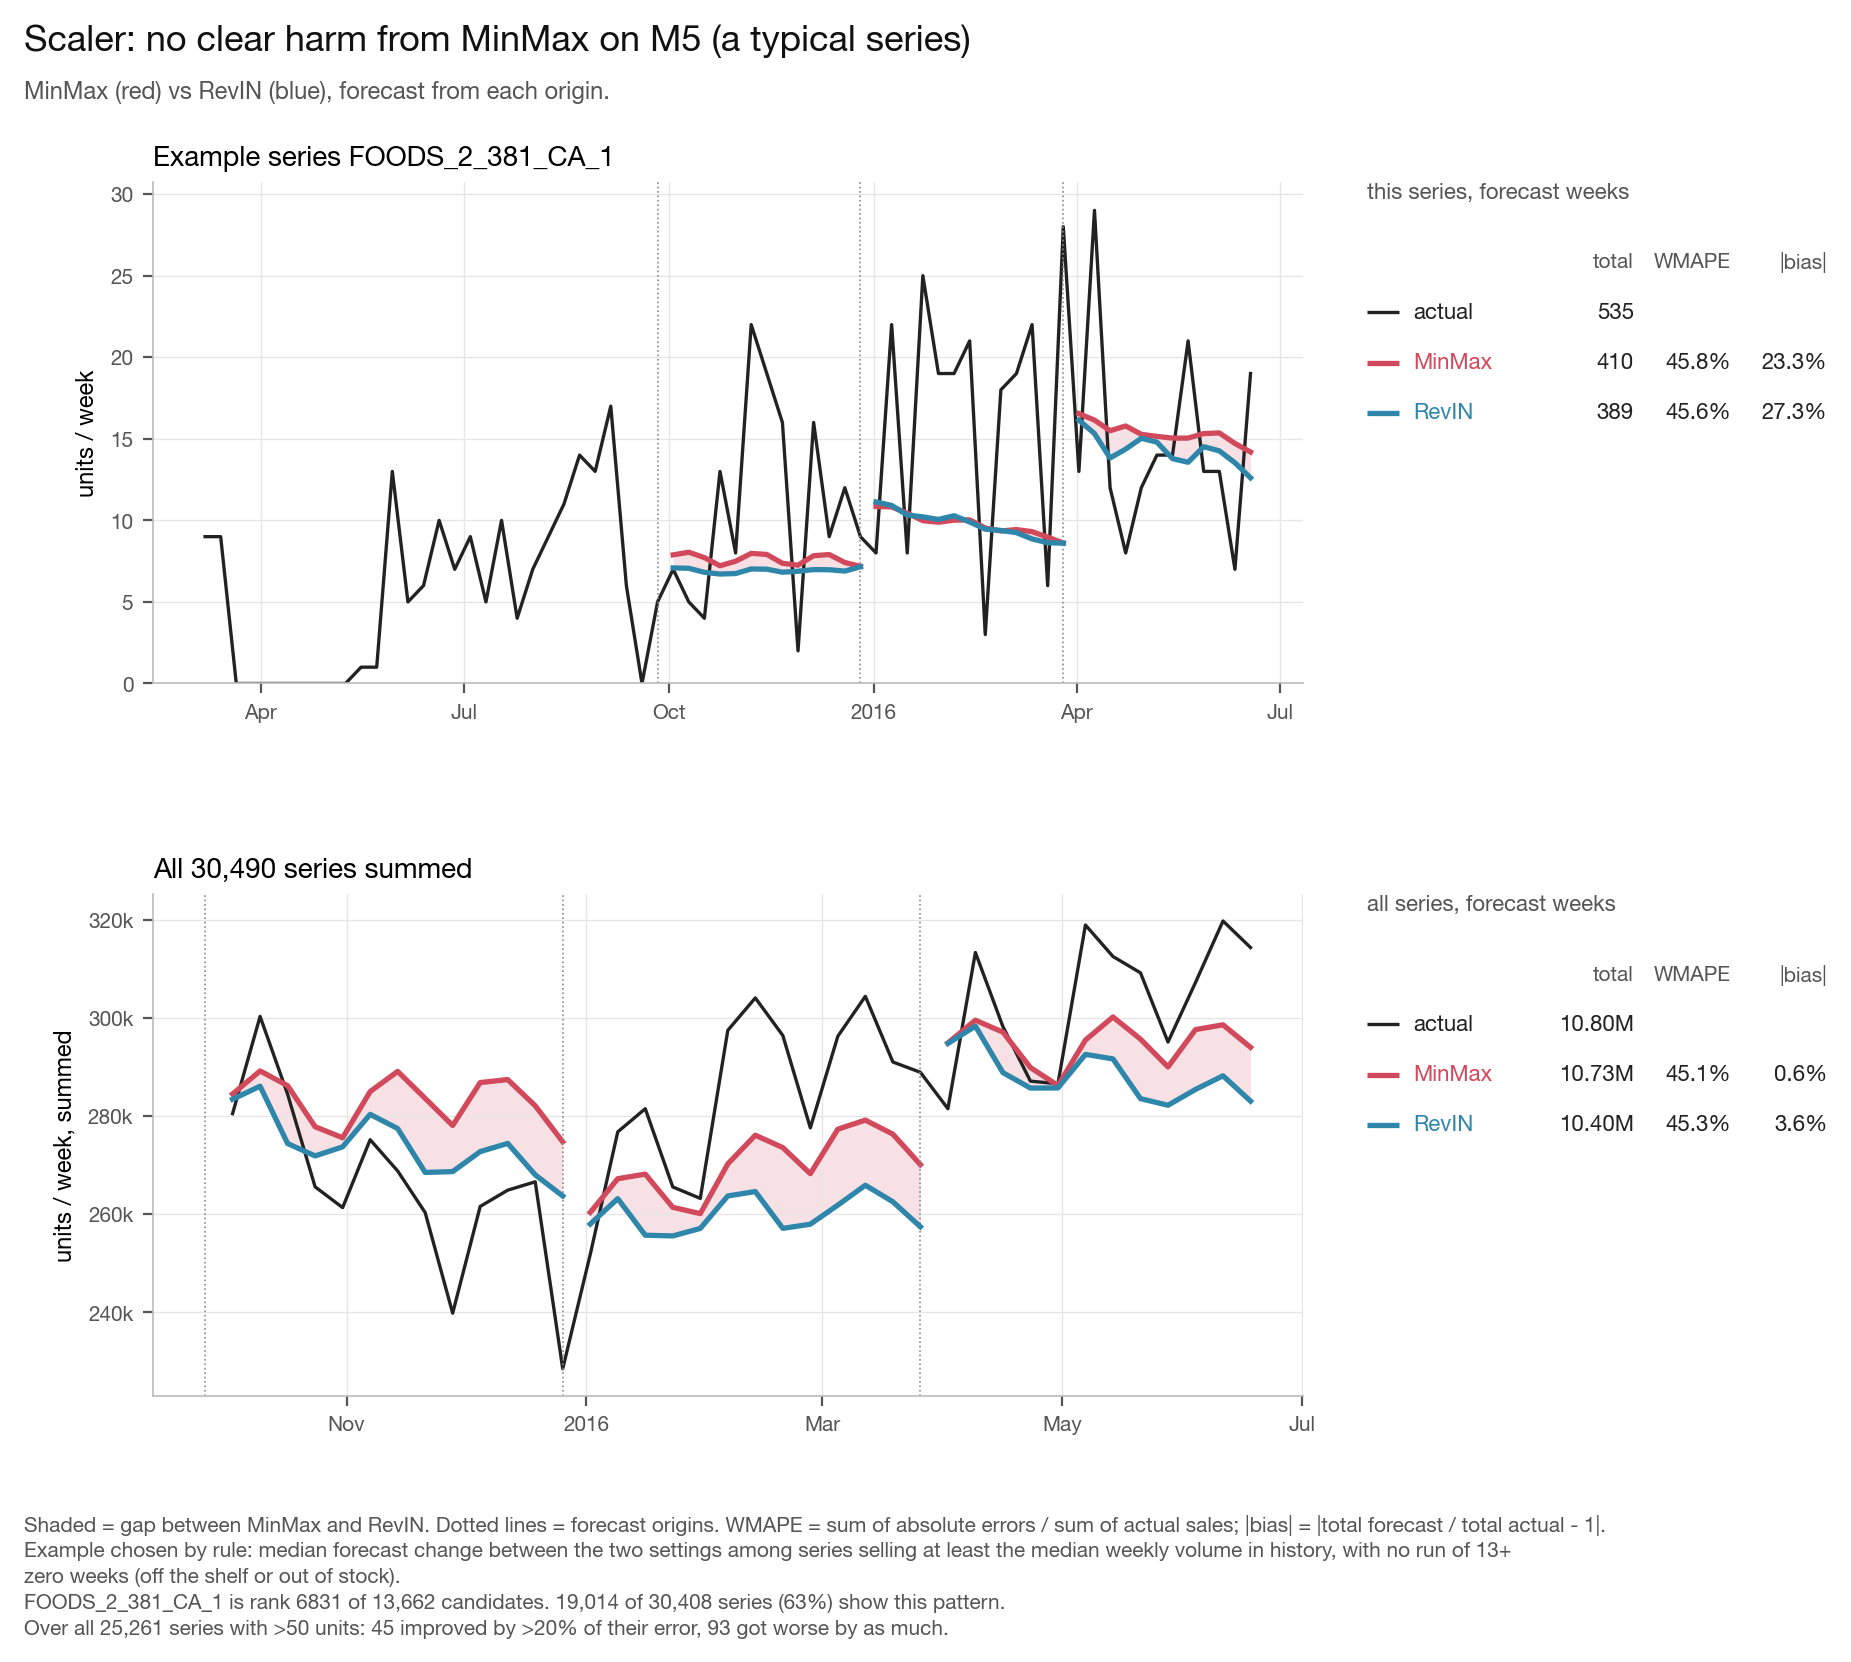 Scaler: no clear harm from MinMax on M5 (a typical series)
MinMax (red) vs RevIN (blue), forecast from each origin.
Example series FOODS_2_381_CA_1
units / week
30
25
20
15
10
5
0
Apr
Jul
Oct
2016
Apr
Jul
this series, forecast weeks
total WMAPE |bias|
actual 535
MinMax 410 45.8% 23.3%
RevIN 389 45.6% 27.3%
All 30,490 series summed
units / week, summed
320k
300k
280k
260k
240k
Nov
2016
Mar
May
Jul
all series, forecast weeks
total WMAPE |bias|
actual 10.80M
MinMax 10.73M 45.1% 0.6%
RevIN 10.40M 45.3% 3.6%
Shaded = gap between MinMax and RevIN. Dotted lines = forecast origins. WMAPE = sum of absolute errors / sum of actual sales; |bias| = |total forecast / total actual - 1|.
Example chosen by rule: median forecast change between the two settings among series selling at least the median weekly volume in history, with no run of 13+
zero weeks (off the shelf or out of stock).
FOODS_2_381_CA_1 is rank 6831 of 13,662 candidates. 19,014 of 30,408 series (63%) show this pattern.
Over all 25,261 series with >50 units: 45 improved by >20% of their error, 93 got worse by as much.